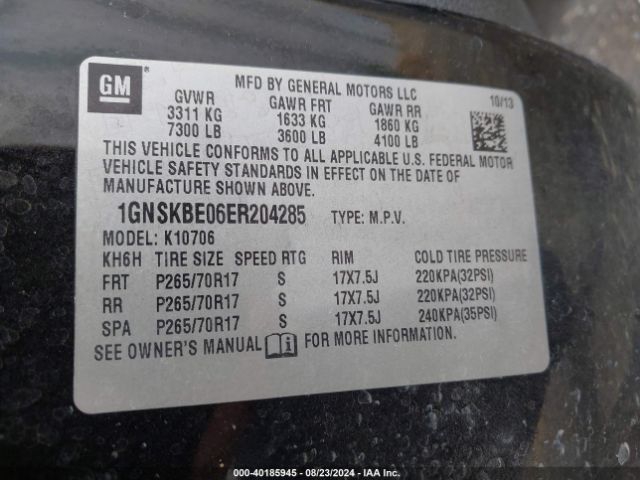 GM
MFD BY GENERAL MOTORS LLC
10/13
GVWR GAWR FRT GAWR RR
3311 KG 1633 KG 1860 KG
7300 LB 3600 LB 4100 LB
THIS VEHICLE CONFORMS TO ALL APPLICABLE U.S. FEDERAL MOTOR
VEHICLE SAFETY STANDARDS IN EFFECT ON THE DATE OF
MANUFACTURE SHOWN ABOVE.
1GNSKBE06ER204285 TYPE: M.P.V.
MODEL: K10706
KH6H TIRE SIZE SPEED RTG RIM COLD TIRE PRESSURE
FRT P265/70R17 S 17X7.5J 220KPA(32PSI)
RR P265/70R17 S 17X7.5J 220KPA(32PSI)
SPA P265/70R17 S 17X7.5J 240KPA(35PSI)
SEE OWNER'S MANUAL i FOR MORE INFORMATION.
000-40185945 - 08/23/2024 - IAA Inc.